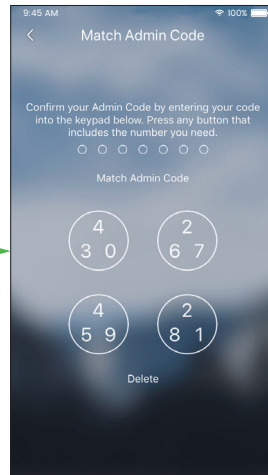 9:45 AM 100%
Match Admin Code
Confirm your Admin Code by entering your code
into the keypad below. Press any button that
includes the number you need.
Match Admin Code
4 2
3 0 6 7
4 2
5 9 8 1
Delete